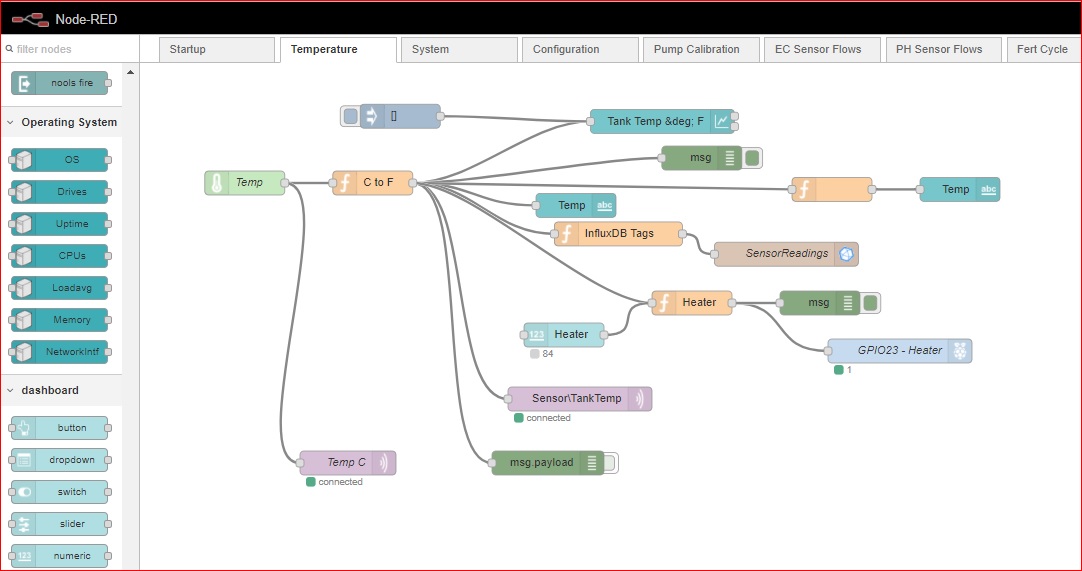 Node-RED
filter nodes
Startup
Temperature
System
Configuration
Pump Calibration
EC Sensor Flows
PH Sensor Flows
Fert Cycle
nools fire
Operating System
OS
Drives
Uptime
CPUs
Loadavg
Memory
NetworkIntf
dashboard
button
dropdown
switch
slider
123 numeric
[]
Tank Temp &deg; F
msg
Temp
C to F
Temp abc
Temp abc
InfluxDB Tags
SensorReadings
Heater
msg
123 Heater
84
GPIO23 - Heater
1
Sensor\TankTemp
connected
Temp C
connected
msg.payload